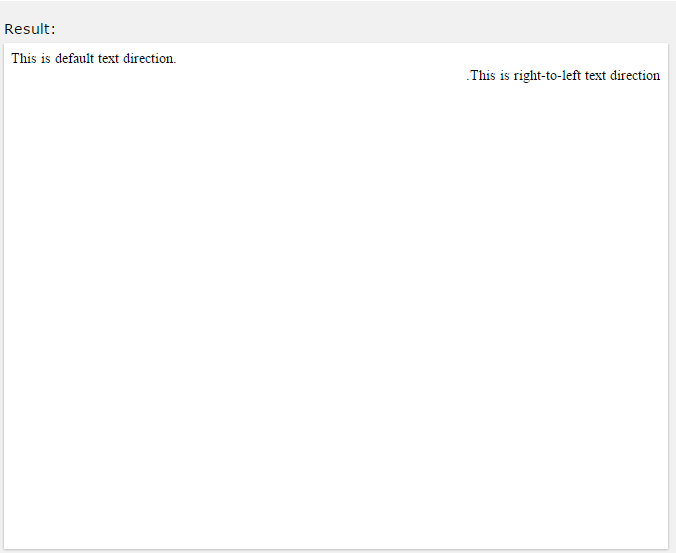 Result:
This is default text direction.
.This is right-to-left text direction